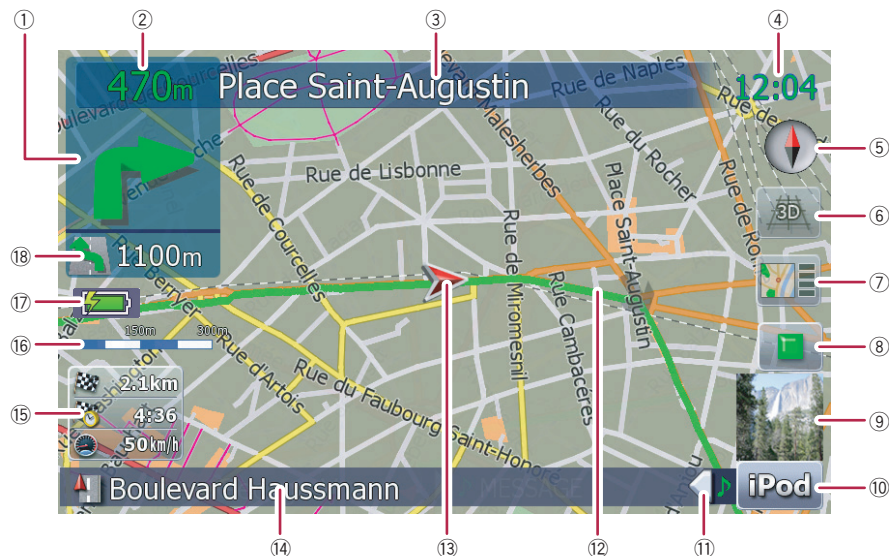 ① ② ③ ④
470m Place Saint-Augustin 12:04
Rue de Naples
Malesherbes
Rue du Rocher
⑤
Rue de Lisbonne
Place Saint-Augustin
3D ⑥
⑱ 1100m
Rue de Courcelles
Rue de Miromesnil
⑦
⑰
Rue Berryer
Rue Cambacérès
150m 300m
⑯
⑧
Rue d'Artois
Rue du Faubourg Saint-Honoré
⑮ 2.1km
4:36
50km/h
⑨
Boulevard Haussmann
MESSAGE
iPod ⑩
⑭ ⑬ ⑫ ⑪